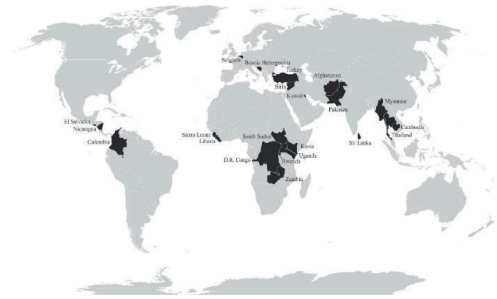 Belgium
Bosnia Herzegovina
Turkey
Syria
Kuwait
Afghanistan
Pakistan
Myanmar
Cambodia
Thailand
Sri Lanka
El Salvador
Nicaragua
Colombia
Sierra Leone
Liberia
South Sudan
Kenia
Uganda
D.R. Congo
Rwanda
Zambia